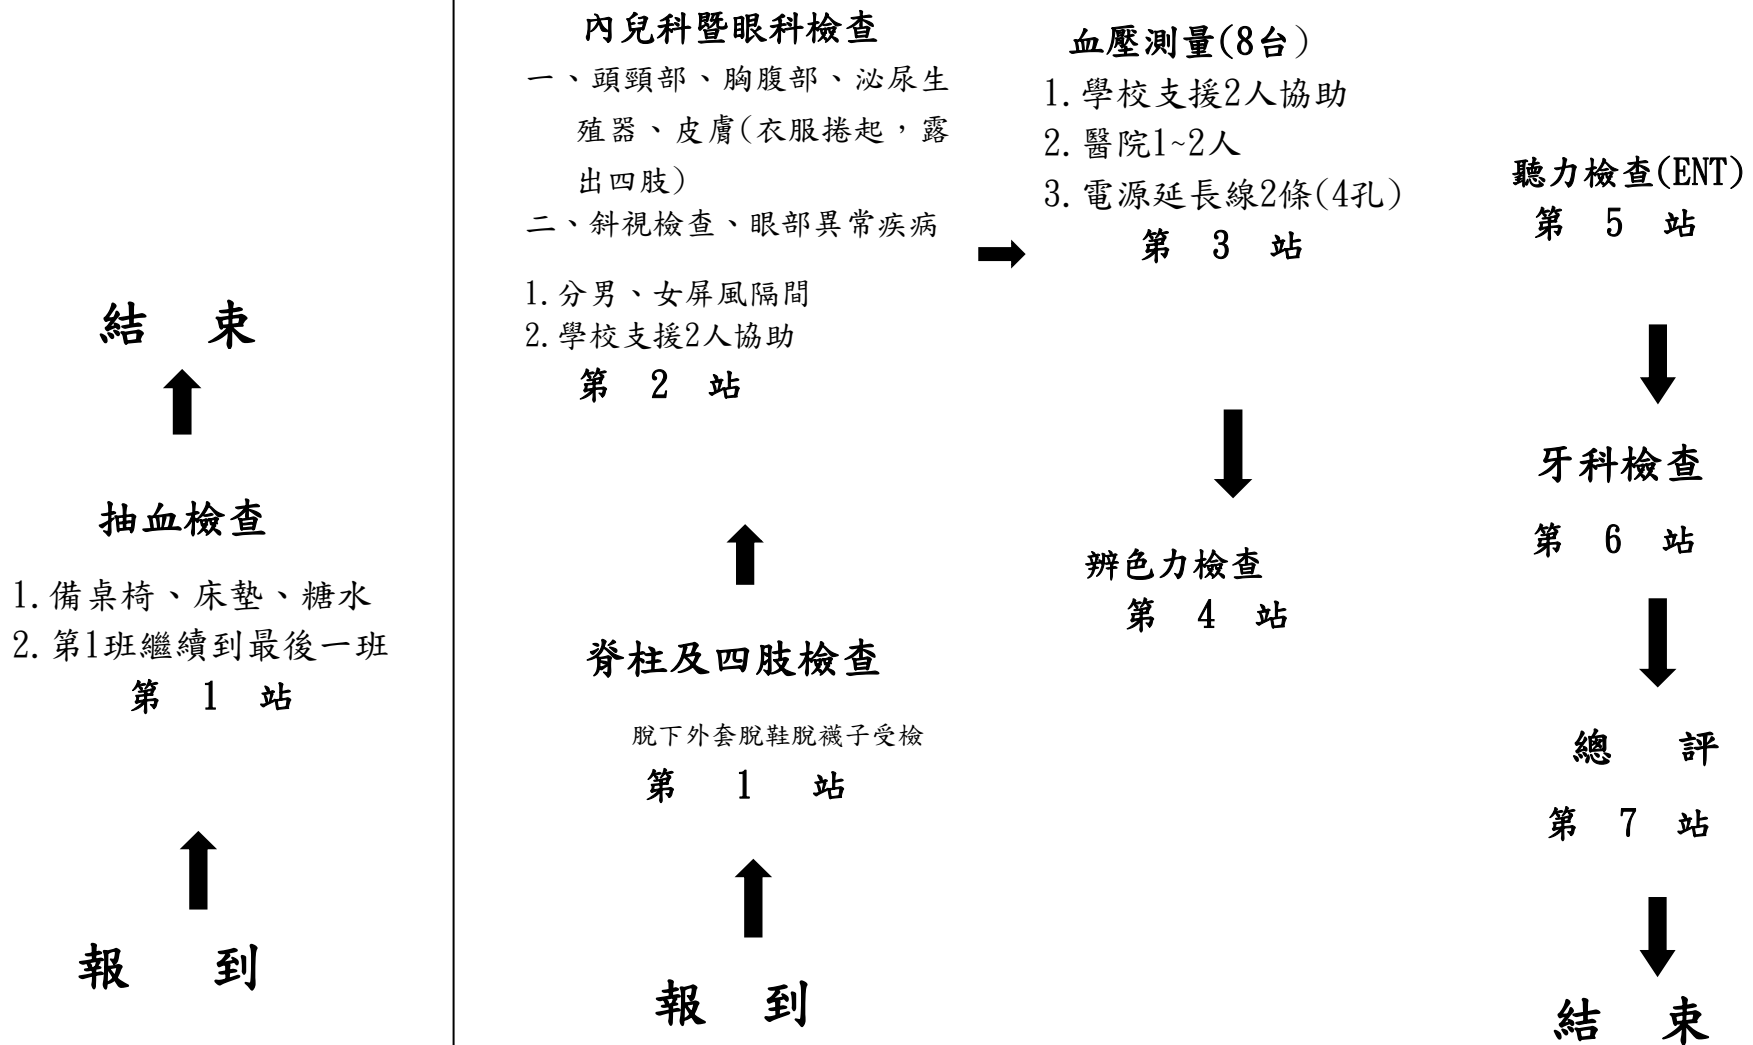 結 束
抽血檢查
1.備桌椅、床墊、糖水
2.第1班繼續到最後一班
第 1 站
報 到
內兒科暨眼科檢查
一、頭頸部、胸腹部、泌尿生
殖器、皮膚(衣服捲起，露
出四肢)
二、斜視檢查、眼部異常疾病
1.分男、女屏風隔間
2.學校支援2人協助
第 2 站
脊柱及四肢檢查
脫下外套脫鞋脫襪子受檢
第 1 站
報 到
血壓測量(8台)
1.學校支援2人協助
2.醫院1~2人
3.電源延長線2條(4孔)
第 3 站
辨色力檢查
第 4 站
聽力檢查(ENT)
第 5 站
牙科檢查
第 6 站
總 評
第 7 站
結 束